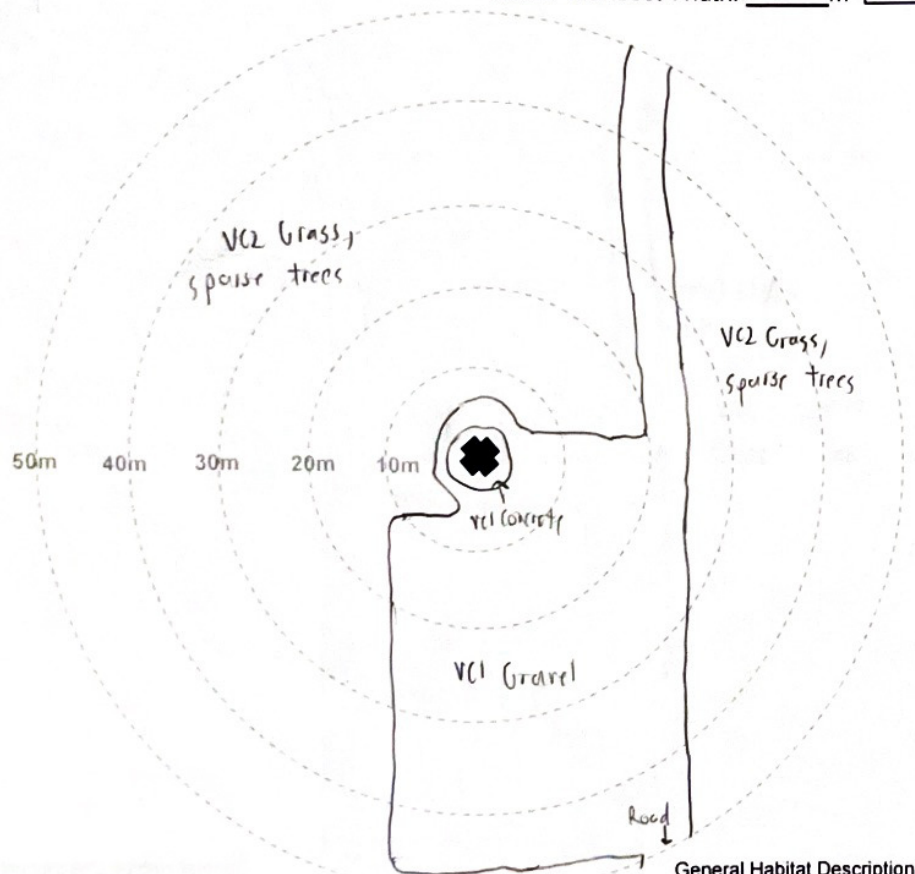 VC2 Grass,
sparse trees
VC2 Grass,
sparse trees
50m 40m 30m 20m 10m
VC1 Concrete
VC1 Gravel
Road
General Habitat Description